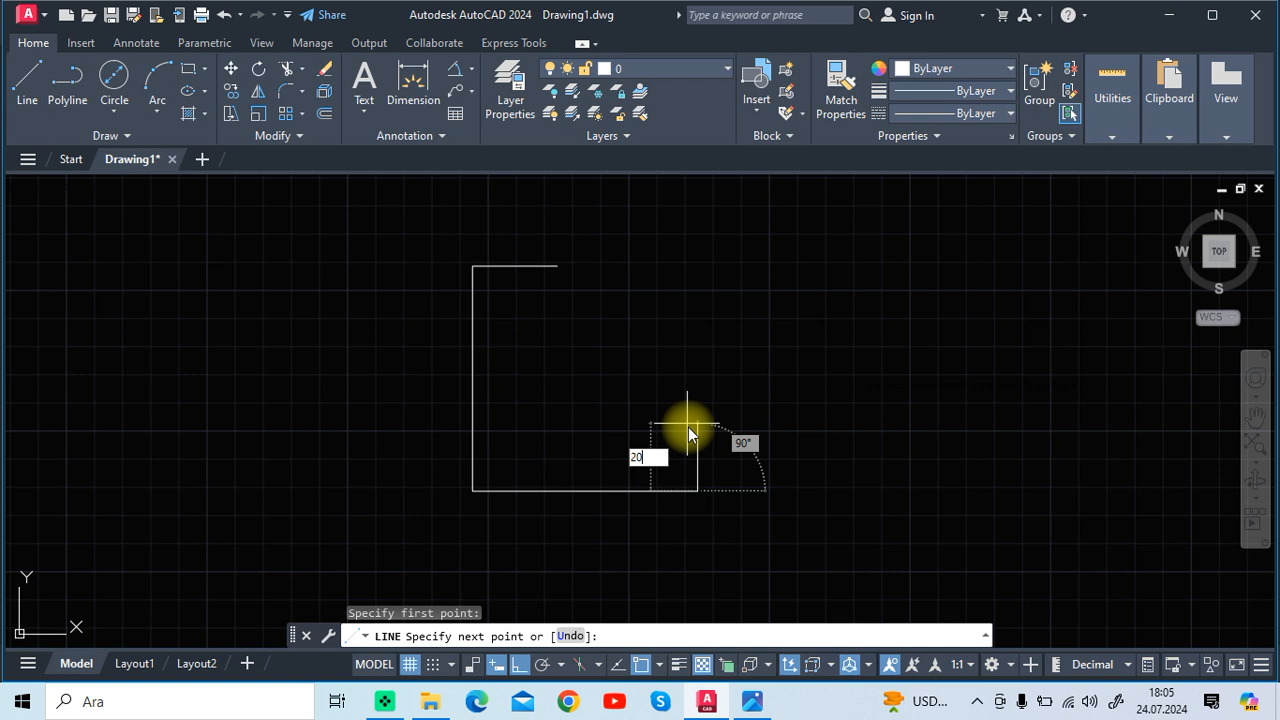 CAD
Share
Autodesk AutoCAD 2024 Drawing1.dwg
Type a keyword or phrase
Sign In
Home Insert Annotate Parametric View Manage Output Collaborate Express Tools
0
ByLayer
ByLayer
ByLayer
Line Polyline Circle Arc
Text Dimension
Layer Properties
Insert
Match Properties
Group
Utilities Clipboard View
Draw Modify Annotation Layers Block Properties Groups
Start Drawing1*
N
W TOP E
S
WCS
90°
20
Y
X
Specify first point:
LINE Specify next point or [Undo]:
Model Layout1 Layout2
MODEL
1:1
Decimal
Ara
CAD
USD...
18:05
24.07.2024
PRE